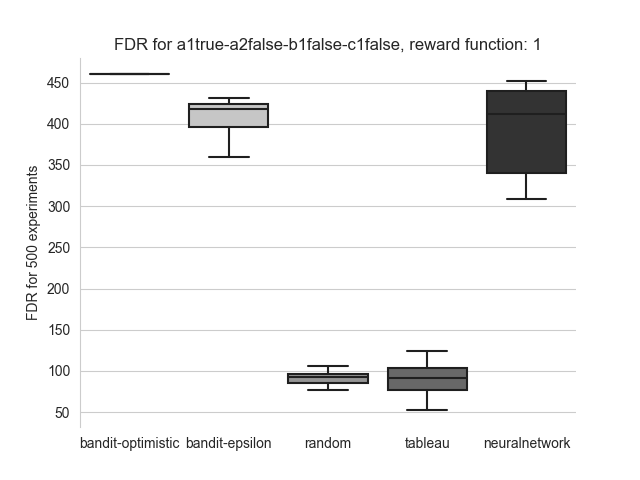 FDR for a1true-a2false-b1false-c1false, reward function: 1
FDR for 500 experiments
450
400
350
300
250
200
150
100
50
bandit-optimistic
bandit-epsilon
random
tableau
neuralnetwork